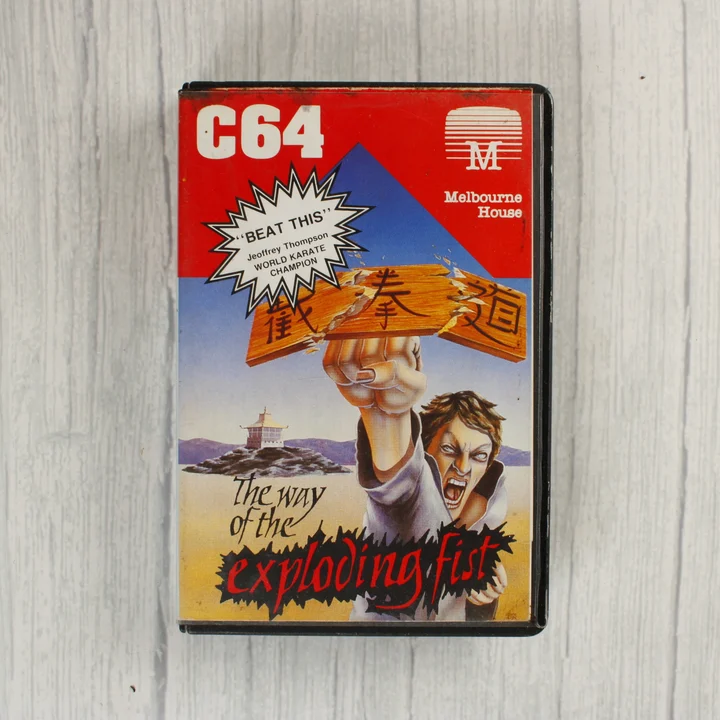 C64
M
Melbourne
House
"BEAT THIS"
Jeoffrey Thompson
WORLD KARATE
CHAMPION
截拳道
The way
of the
exploding fist